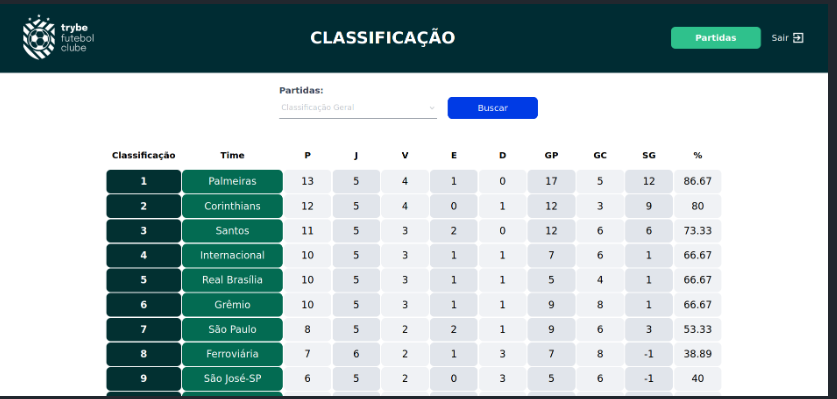 trybe
futebol
clube
CLASSIFICAÇÃO
Partidas
Sair
Partidas:
Classificação Geral
Buscar
Classificação Time P J V E D GP GC SG %
1 Palmeiras 13 5 4 1 0 17 5 12 86.67
2 Corinthians 12 5 4 0 1 12 3 9 80
3 Santos 11 5 3 2 0 12 6 6 73.33
4 Internacional 10 5 3 1 1 7 6 1 66.67
5 Real Brasília 10 5 3 1 1 5 4 1 66.67
6 Grêmio 10 5 3 1 1 9 8 1 66.67
7 São Paulo 8 5 2 2 1 9 6 3 53.33
8 Ferroviária 7 6 2 1 3 7 8 -1 38.89
9 São José-SP 6 5 2 0 3 5 6 -1 40